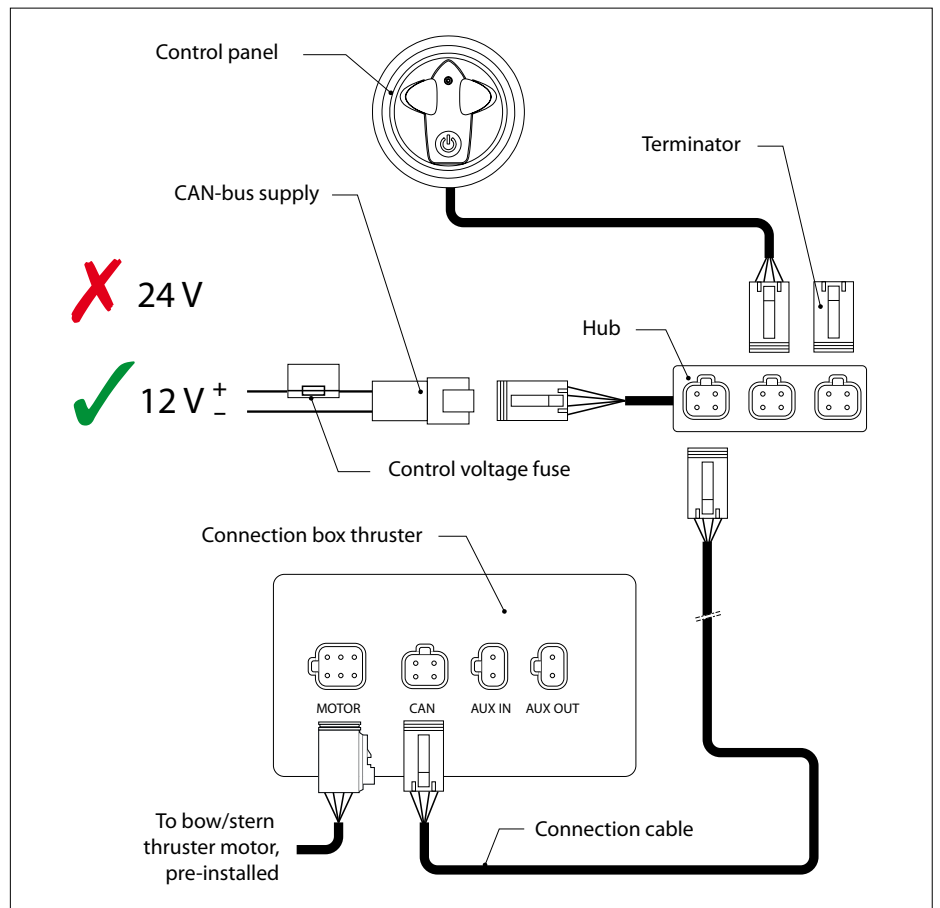 Control panel
Terminator
CAN-bus supply
24 V
Hub
12 V + –
Control voltage fuse
Connection box thruster
MOTOR CAN AUX IN AUX OUT
To bow/stern
thruster motor,
pre-installed
Connection cable